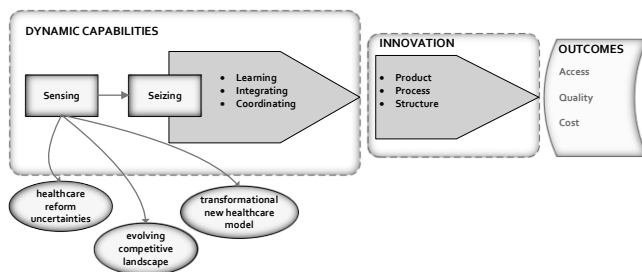 DYNAMIC CAPABILITIES
Sensing
Seizing
• Learning
• Integrating
• Coordinating
INNOVATION
• Product
• Process
• Structure
OUTCOMES
Access
Quality
Cost
healthcare
reform
uncertainties
evolving
competitive
landscape
transformational
new healthcare
model